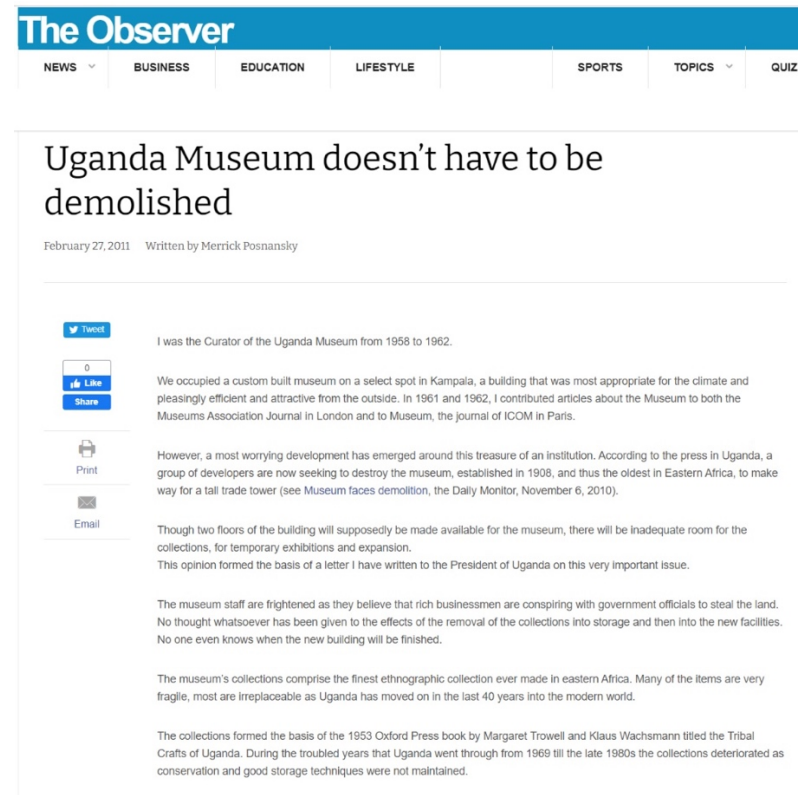 The Observer
NEWS
BUSINESS
EDUCATION
LIFESTYLE
SPORTS
TOPICS
QUIZ
Uganda Museum doesn't have to be
demolished
February 27, 2011 Written by Merrick Posnansky
Tweet
0
Like
Share
Print
Email
I was the Curator of the Uganda Museum from 1958 to 1962.
We occupied a custom built museum on a select spot in Kampala, a building that was most appropriate for the climate and
pleasingly efficient and attractive from the outside. In 1961 and 1962, I contributed articles about the Museum to both the
Museums Association Journal in London and to Museum, the journal of ICOM in Paris.
However, a most worrying development has emerged around this treasure of an institution. According to the press in Uganda, a
group of developers are now seeking to destroy the museum, established in 1908, and thus the oldest in Eastern Africa, to make
way for a tall trade tower (see Museum faces demolition, the Daily Monitor, November 6, 2010).
Though two floors of the building will supposedly be made available for the museum, there will be inadequate room for the
collections, for temporary exhibitions and expansion.
This opinion formed the basis of a letter I have written to the President of Uganda on this very important issue.
The museum staff are frightened as they believe that rich businessmen are conspiring with government officials to steal the land.
No thought whatsoever has been given to the effects of the removal of the collections into storage and then into the new facilities.
No one even knows when the new building will be finished.
The museum's collections comprise the finest ethnographic collection ever made in eastern Africa. Many of the items are very
fragile, most are irreplaceable as Uganda has moved on in the last 40 years into the modern world.
The collections formed the basis of the 1953 Oxford Press book by Margaret Trowell and Klaus Wachsmann titled the Tribal
Crafts of Uganda. During the troubled years that Uganda went through from 1969 till the late 1980s the collections deteriorated as
conservation and good storage techniques were not maintained.